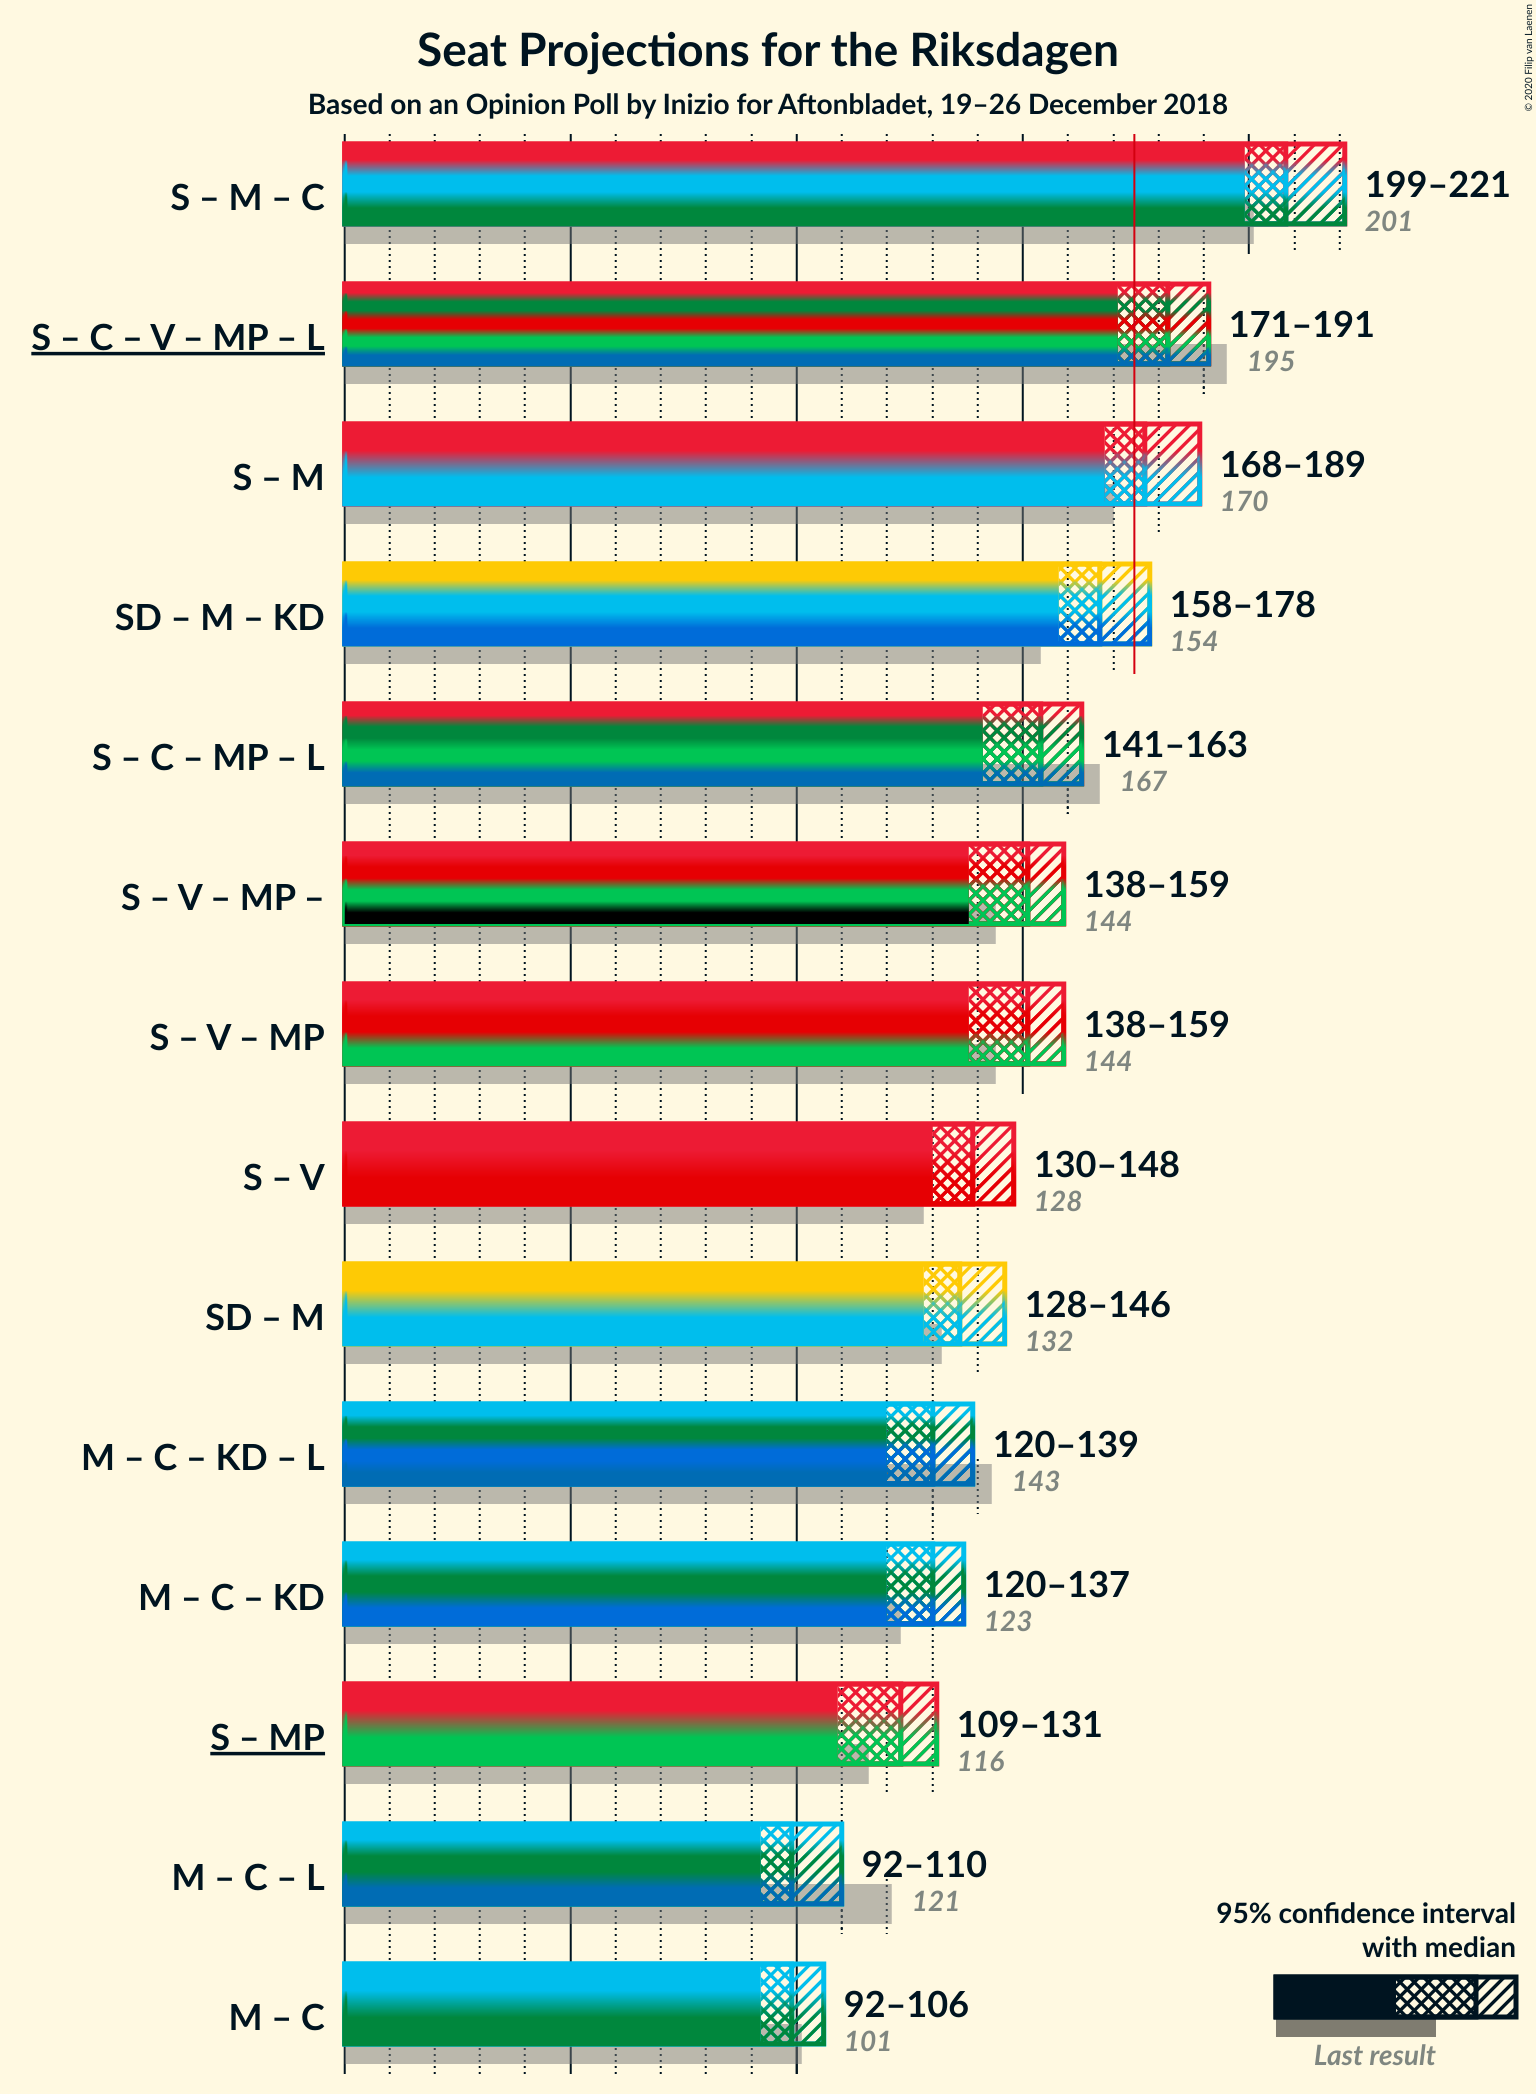 Seat Projections for the Riksdagen
Based on an Opinion Poll by Inizio for Aftonbladet, 19–26 December 2018
© 2020 Filip van Laenen
S – M – C
199–221
201
S – C – V – MP – L
171–191
195
S – M
168–189
170
SD – M – KD
158–178
154
S – C – MP – L
141–163
167
S – V – MP –
138–159
144
S – V – MP
138–159
144
S – V
130–148
128
SD – M
128–146
132
M – C – KD – L
120–139
143
M – C – KD
120–137
123
S – MP
109–131
116
M – C – L
92–110
121
M – C
92–106
101
95% confidence interval
with median
Last result